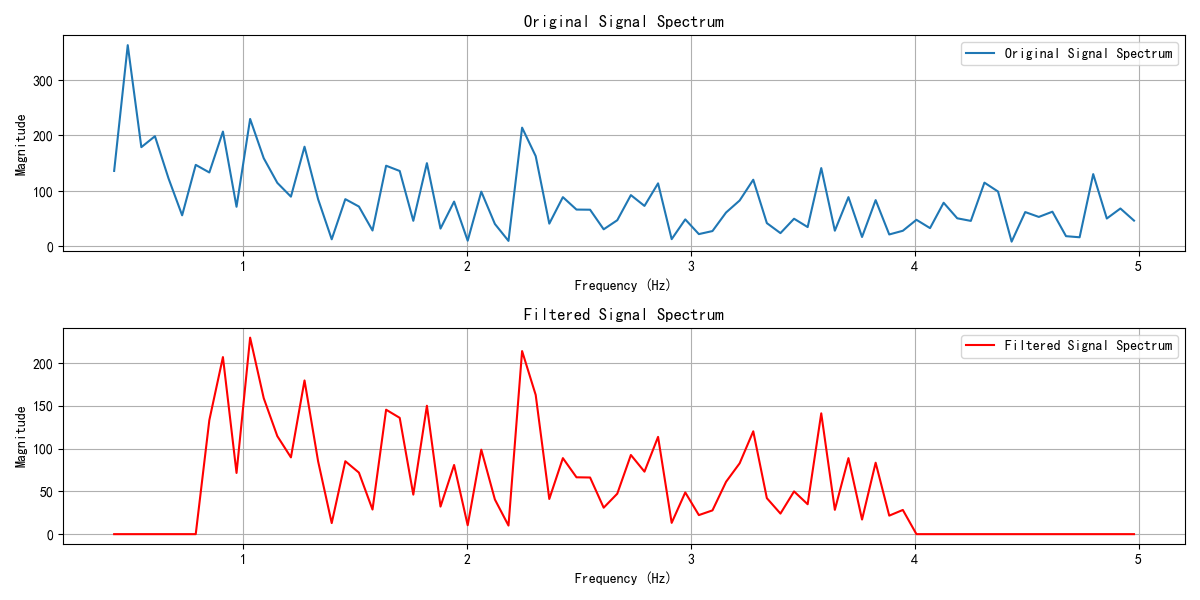 Original Signal Spectrum
Original Signal Spectrum
Magnitude
300
200
100
0
1 2 3 4 5
Frequency (Hz)
Filtered Signal Spectrum
Filtered Signal Spectrum
Magnitude
200
150
100
50
0
1 2 3 4 5
Frequency (Hz)